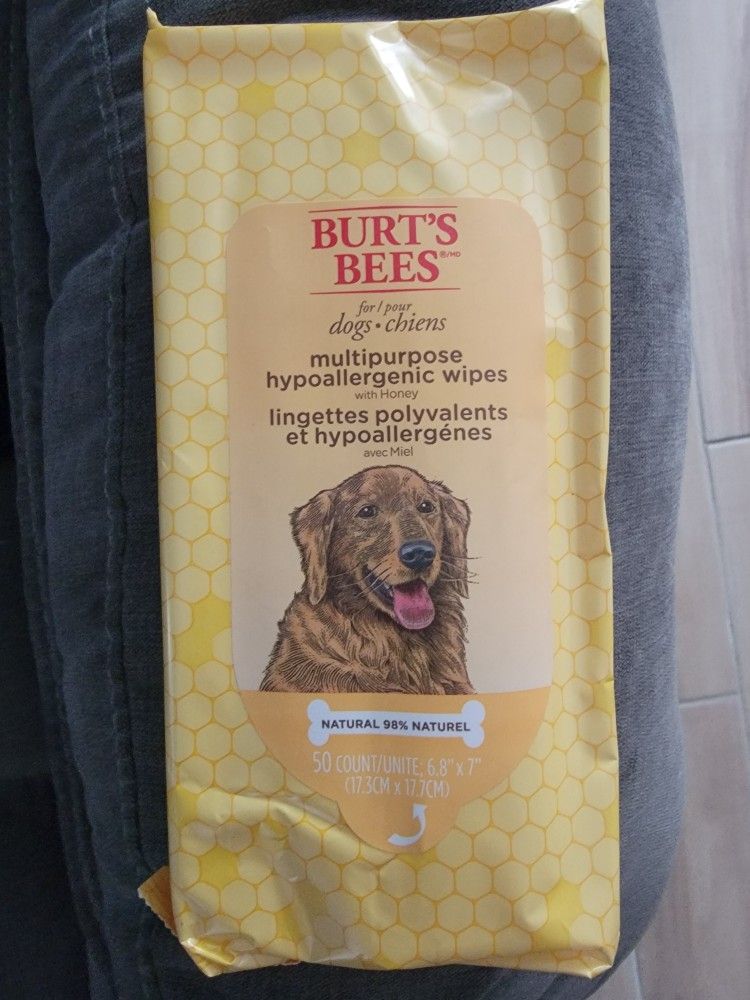 BURT'S
BEES®/MD
for / pour
dogs • chiens
multipurpose
hypoallergenic wipes
with Honey
lingettes polyvalents
et hypoallergénes
avec Miel
NATURAL 98% NATUREL
50 COUNT/UNITE; 6.8" x 7"
(17.3CM x 17.7CM)